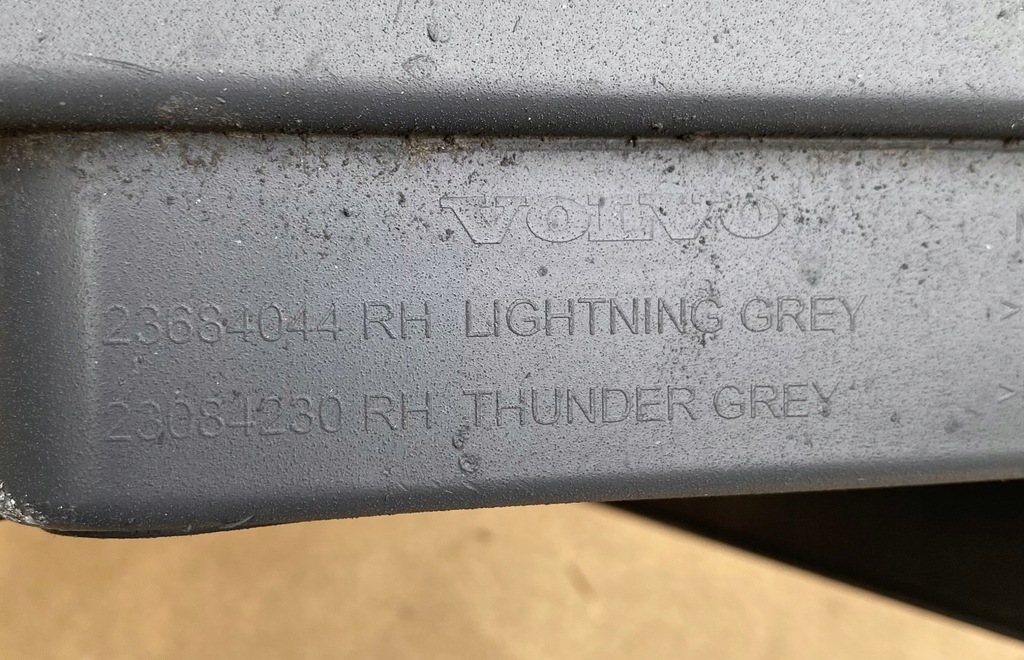 VOLVO
23684044 RH LIGHTNING GREY >
23684230 RH THUNDER GREY >